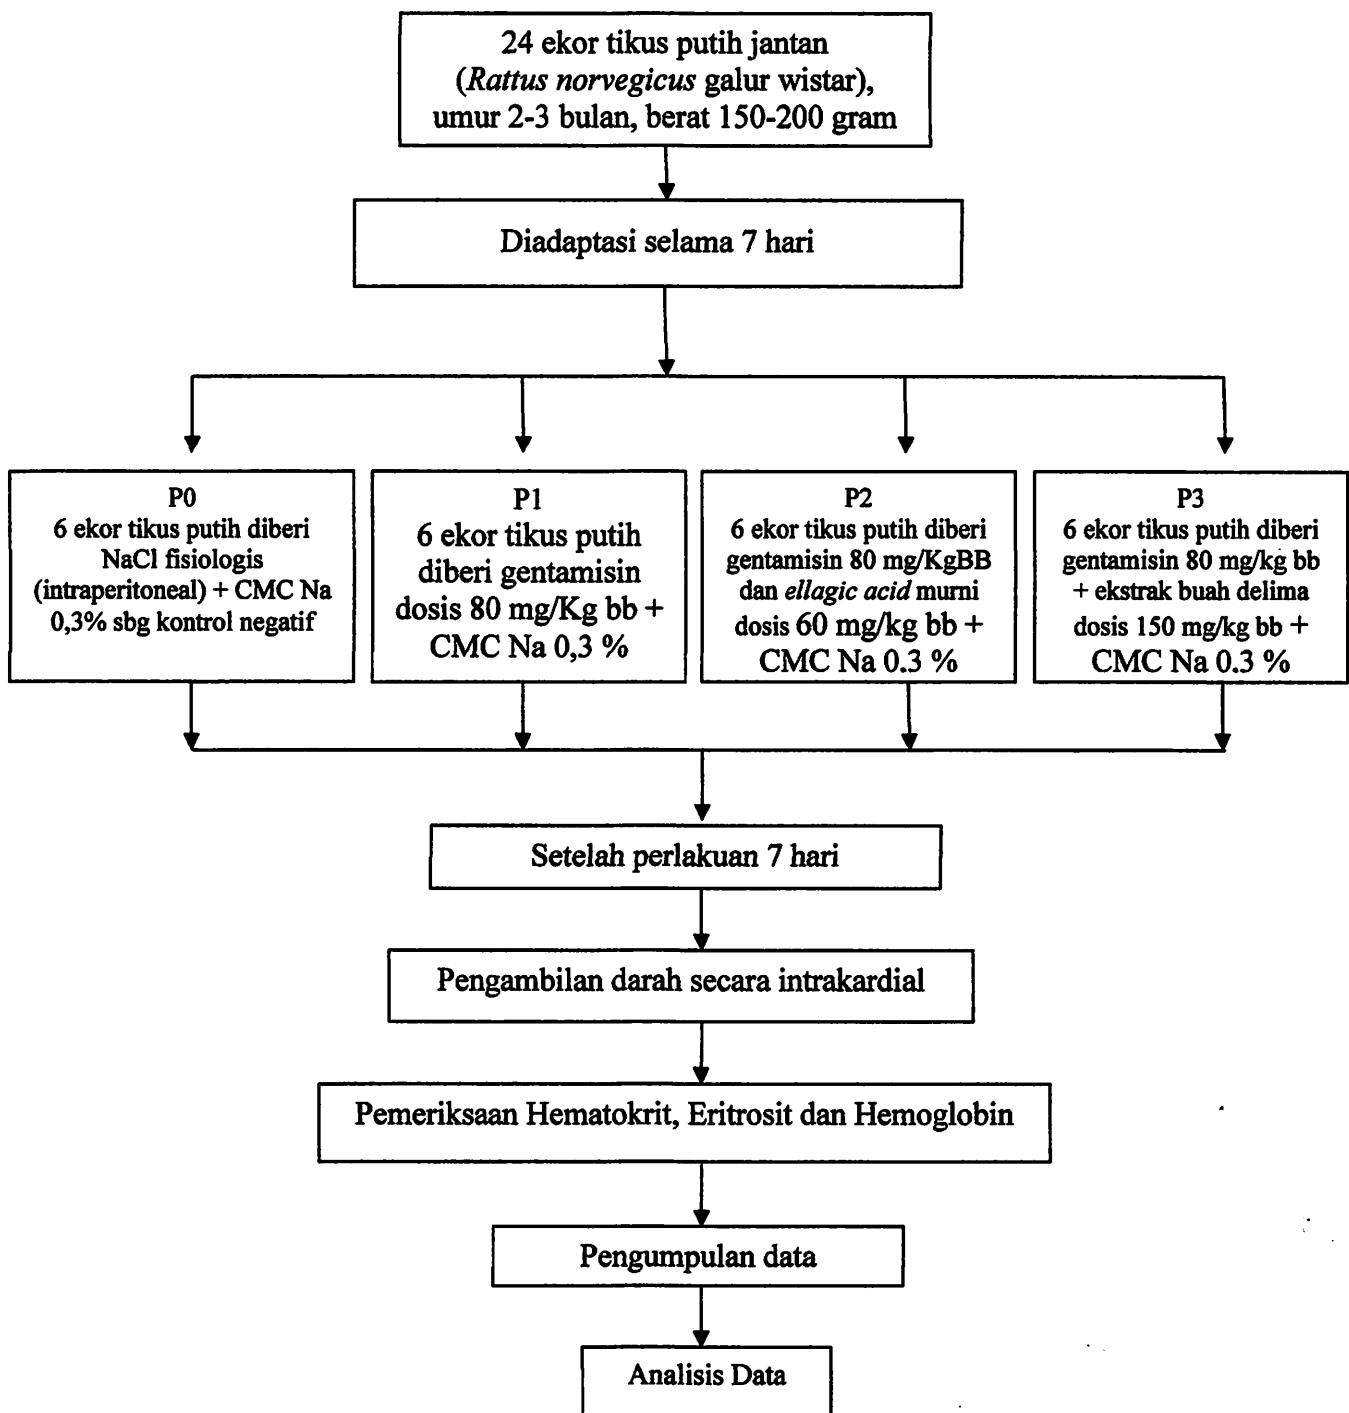 24 ekor tikus putih jantan
(Rattus norvegicus galur wistar),
umur 2-3 bulan, berat 150-200 gram
Diadaptasi selama 7 hari
P0
6 ekor tikus putih diberi
NaCl fisiologis
(intraperitoneal) + CMC Na
0,3% sbg kontrol negatif
P1
6 ekor tikus putih
diberi gentamisin
dosis 80 mg/Kg bb +
CMC Na 0,3 %
P2
6 ekor tikus putih diberi
gentamisin 80 mg/KgBB
dan ellagic acid murni
dosis 60 mg/kg bb +
CMC Na 0.3 %
P3
6 ekor tikus putih diberi
gentamisin 80 mg/kg bb
+ ekstrak buah delima
dosis 150 mg/kg bb +
CMC Na 0.3 %
Setelah perlakuan 7 hari
Pengambilan darah secara intrakardial
Pemeriksaan Hematokrit, Eritrosit dan Hemoglobin
Pengumpulan data
Analisis Data